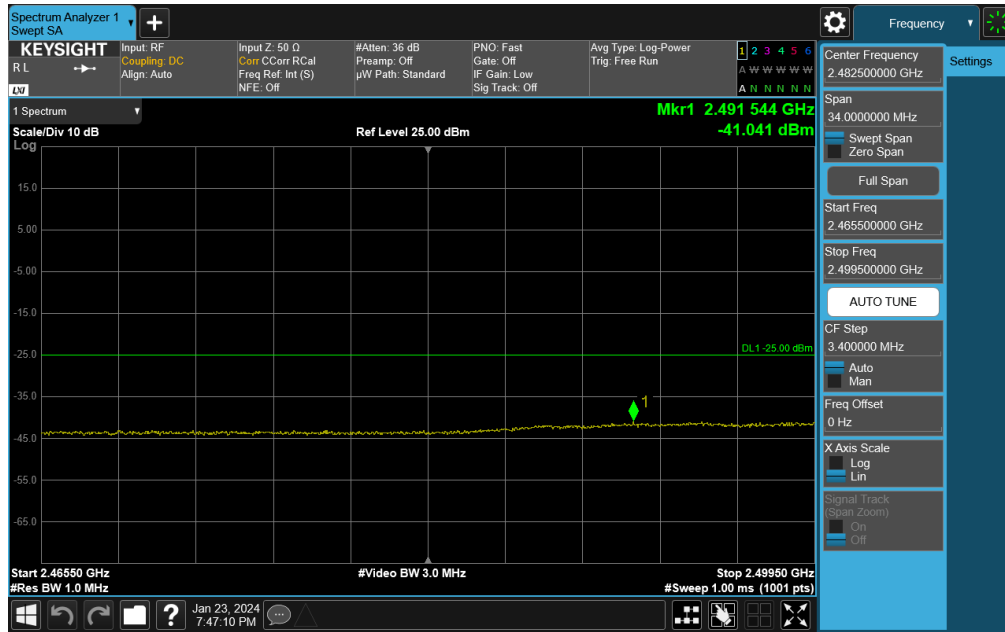 Spectrum Analyzer 1
Swept SA
Frequency
KEYSIGHT
RL
LXI
Input: RF
Coupling: DC
Align: Auto
Input Z: 50 Ω
Corr CCorr RCal
Freq Ref: Int (S)
NFE: Off
#Atten: 36 dB
Preamp: Off
µW Path: Standard
PNO: Fast
Gate: Off
IF Gain: Low
Sig Track: Off
Avg Type: Log-Power
Trig: Free Run
1 2 3 4 5 6
A W W W W W
A N N N N N
1 Spectrum
Scale/Div 10 dB
Log
Ref Level 25.00 dBm
Mkr1 2.491 544 GHz
-41.041 dBm
15.0
5.00
-5.00
-15.0
-25.0
-35.0
-45.0
-55.0
-65.0
DL1 -25.00 dBm
1
Start 2.46550 GHz
#Res BW 1.0 MHz
#Video BW 3.0 MHz
Stop 2.49950 GHz
#Sweep 1.00 ms (1001 pts)
Center Frequency
2.482500000 GHz
Span
34.0000000 MHz
Swept Span
Zero Span
Full Span
Start Freq
2.465500000 GHz
Stop Freq
2.499500000 GHz
AUTO TUNE
CF Step
3.400000 MHz
Auto
Man
Freq Offset
0 Hz
X Axis Scale
Log
Lin
Signal Track
(Span Zoom)
On
Off
Settings
?
Jan 23, 2024
7:47:10 PM